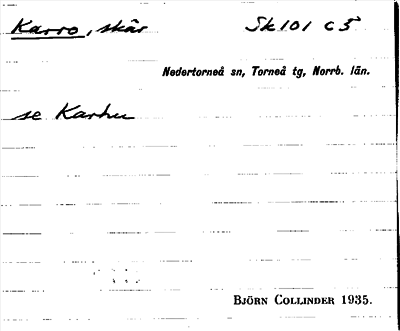 Karro, skär Sk101 c5
Nedertorneå sn, Torneå tg, Norrb. län.
se Karhu
BJÖRN COLLINDER 1935.